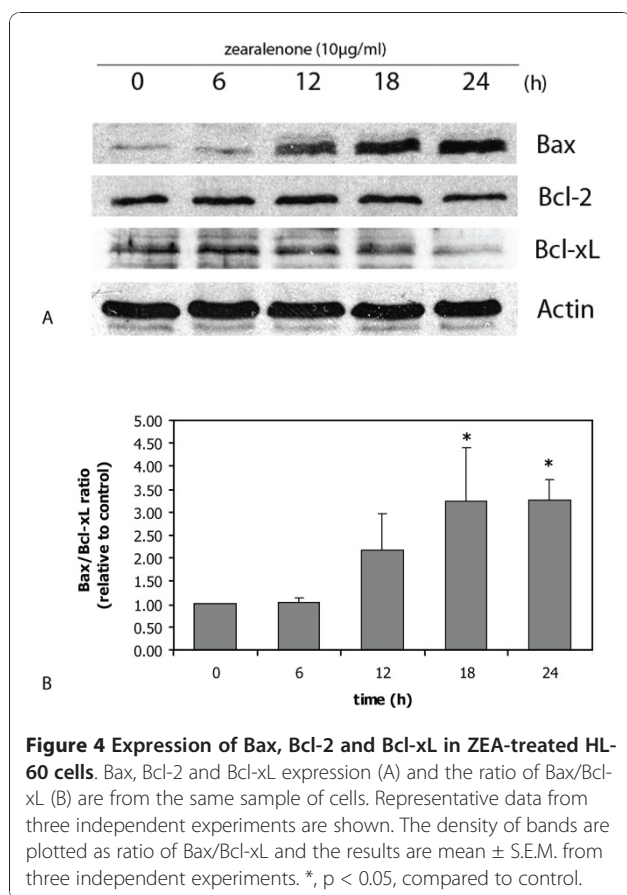 zearalenone (10µg/ml)
0 6 12 18 24 (h)
Bax
Bcl-2
Bcl-xL
Actin
A
5.00
4.50
4.00
3.50
3.00
2.50
2.00
1.50
1.00
0.50
0.00
Bax/Bcl-xL ratio
(relative to control)
* *
0 6 12 18 24
time (h)
B
Figure 4 Expression of Bax, Bcl-2 and Bcl-xL in ZEA-treated HL-
60 cells. Bax, Bcl-2 and Bcl-xL expression (A) and the ratio of Bax/Bcl-
xL (B) are from the same sample of cells. Representative data from
three independent experiments are shown. The density of bands are
plotted as ratio of Bax/Bcl-xL and the results are mean ± S.E.M. from
three independent experiments. *, p < 0.05, compared to control.